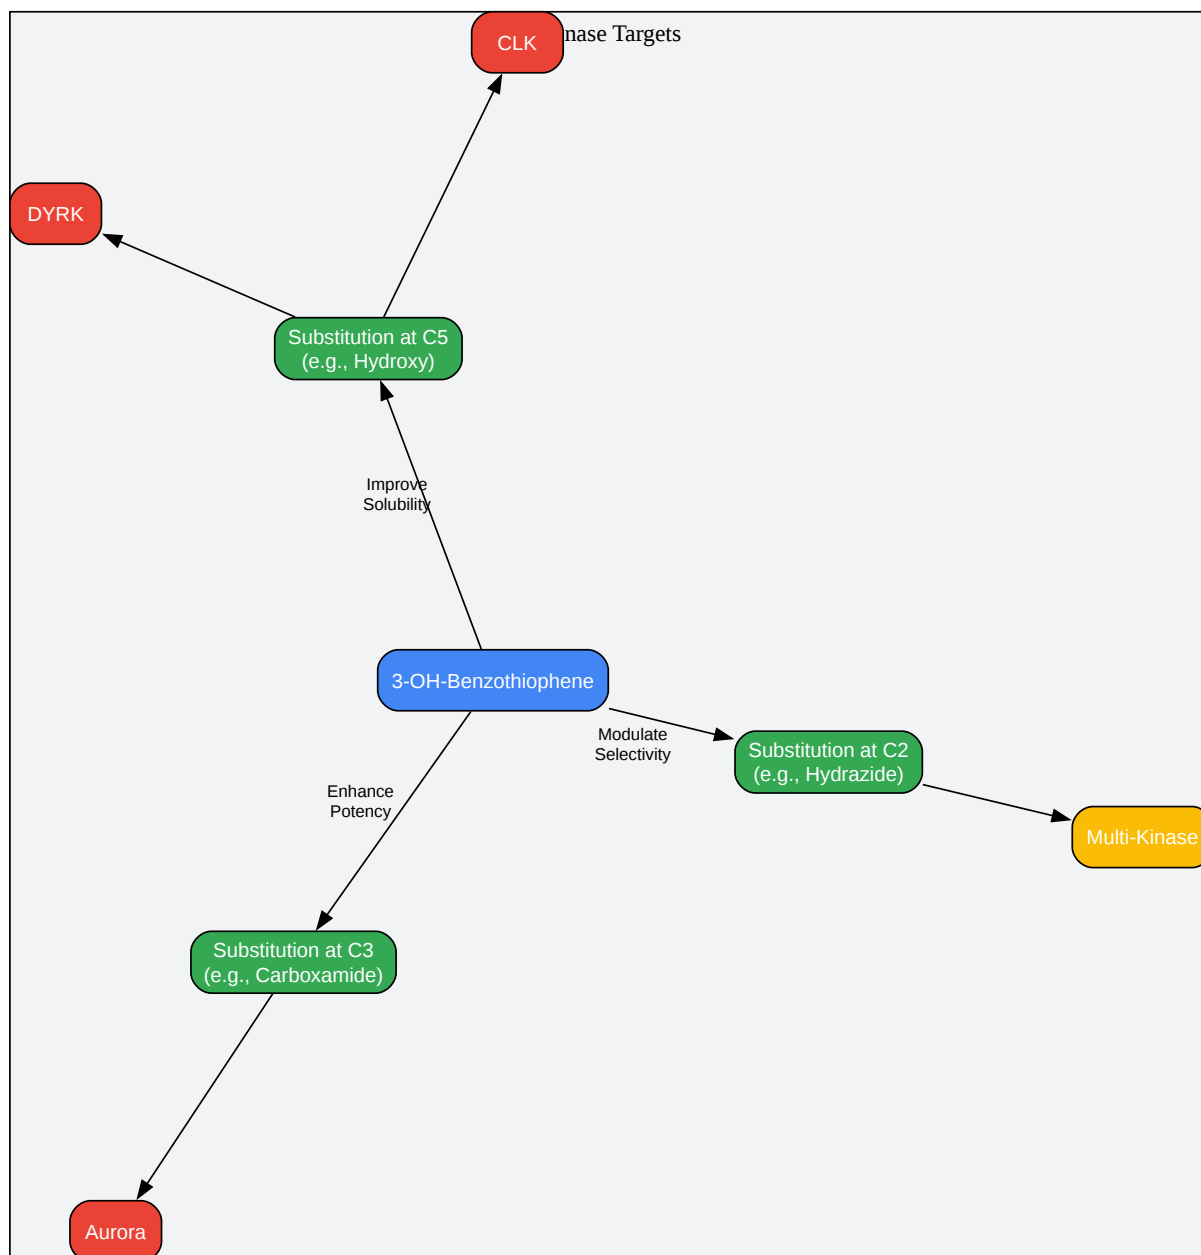 CLK
nase Targets
DYRK
Substitution at C5
(e.g., Hydroxy)
Improve
Solubility
3-OH-Benzothiophene
Modulate
Selectivity
Substitution at C2
(e.g., Hydrazide)
Enhance
Potency
Multi-Kinase
Substitution at C3
(e.g., Carboxamide)
Aurora